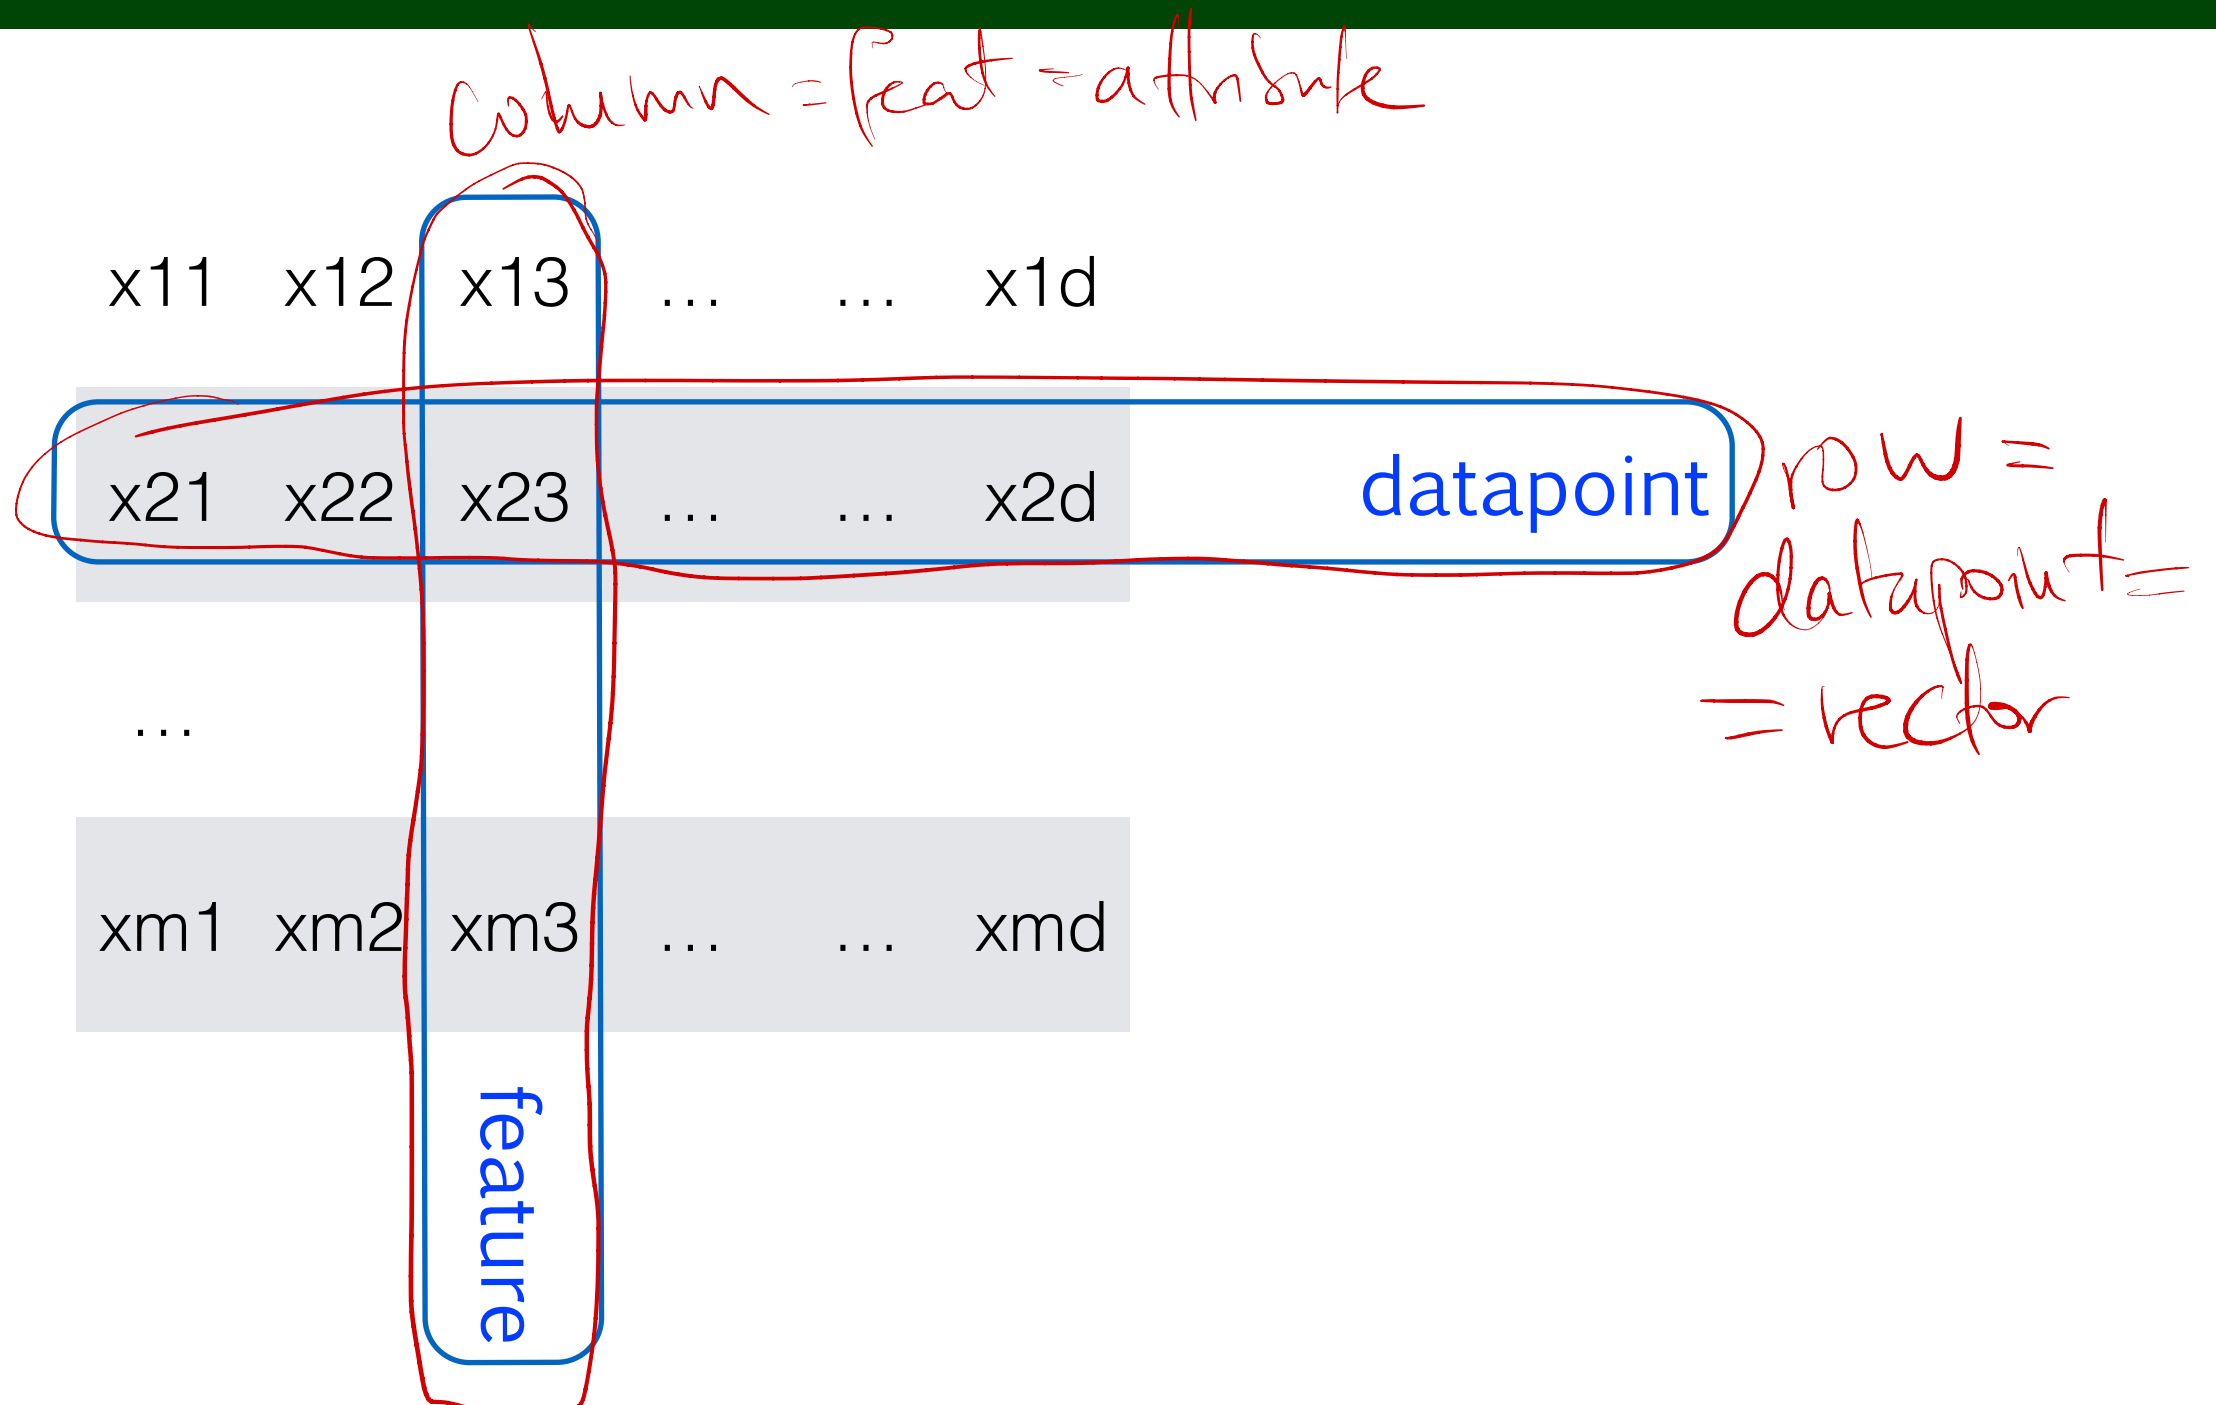 column = feat = attribute
x11 x12 x13 ... ... x1d
x21 x22 x23 ... ... x2d datapoint
row =
datapoint =
= vector
...
xm1 xm2 xm3 ... ... xmd
feature